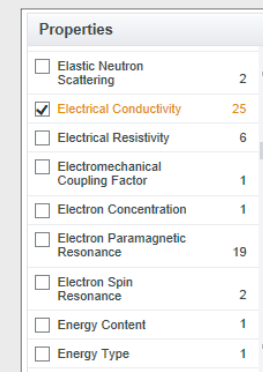 Properties
Elastic Neutron
Scattering 2
Electrical Conductivity 25
Electrical Resistivity 6
Electromechanical
Coupling Factor 1
Electron Concentration 1
Electron Paramagnetic
Resonance 19
Electron Spin
Resonance 2
Energy Content 1
Energy Type 1